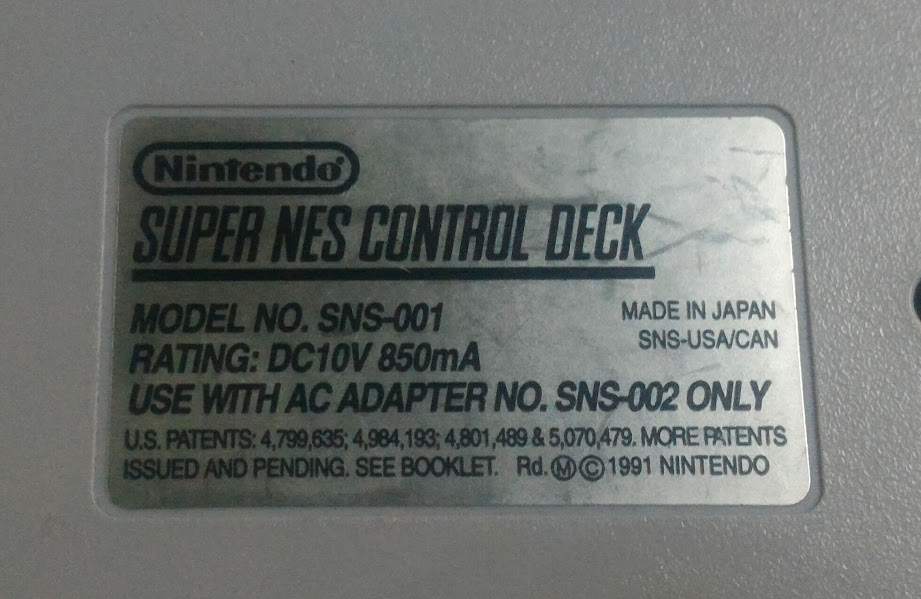 Nintendo®
SUPER NES CONTROL DECK
MODEL NO. SNS-001
MADE IN JAPAN
RATING: DC10V 850mA
SNS-USA/CAN
USE WITH AC ADAPTER NO. SNS-002 ONLY
U.S. PATENTS: 4,799,635; 4,984,193; 4,801,489 & 5,070,479. MORE PATENTS
ISSUED AND PENDING. SEE BOOKLET. Rd. Ⓜ © 1991 NINTENDO